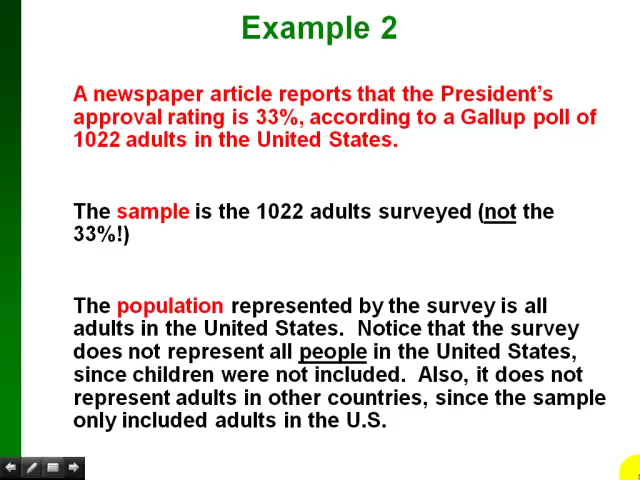 Example 2
A newspaper article reports that the President's
approval rating is 33%, according to a Gallup poll of
1022 adults in the United States.
The sample is the 1022 adults surveyed (not the
33%!)
The population represented by the survey is all
adults in the United States.  Notice that the survey
does not represent all people in the United States,
since children were not included.  Also, it does not
represent adults in other countries, since the sample
only included adults in the U.S.